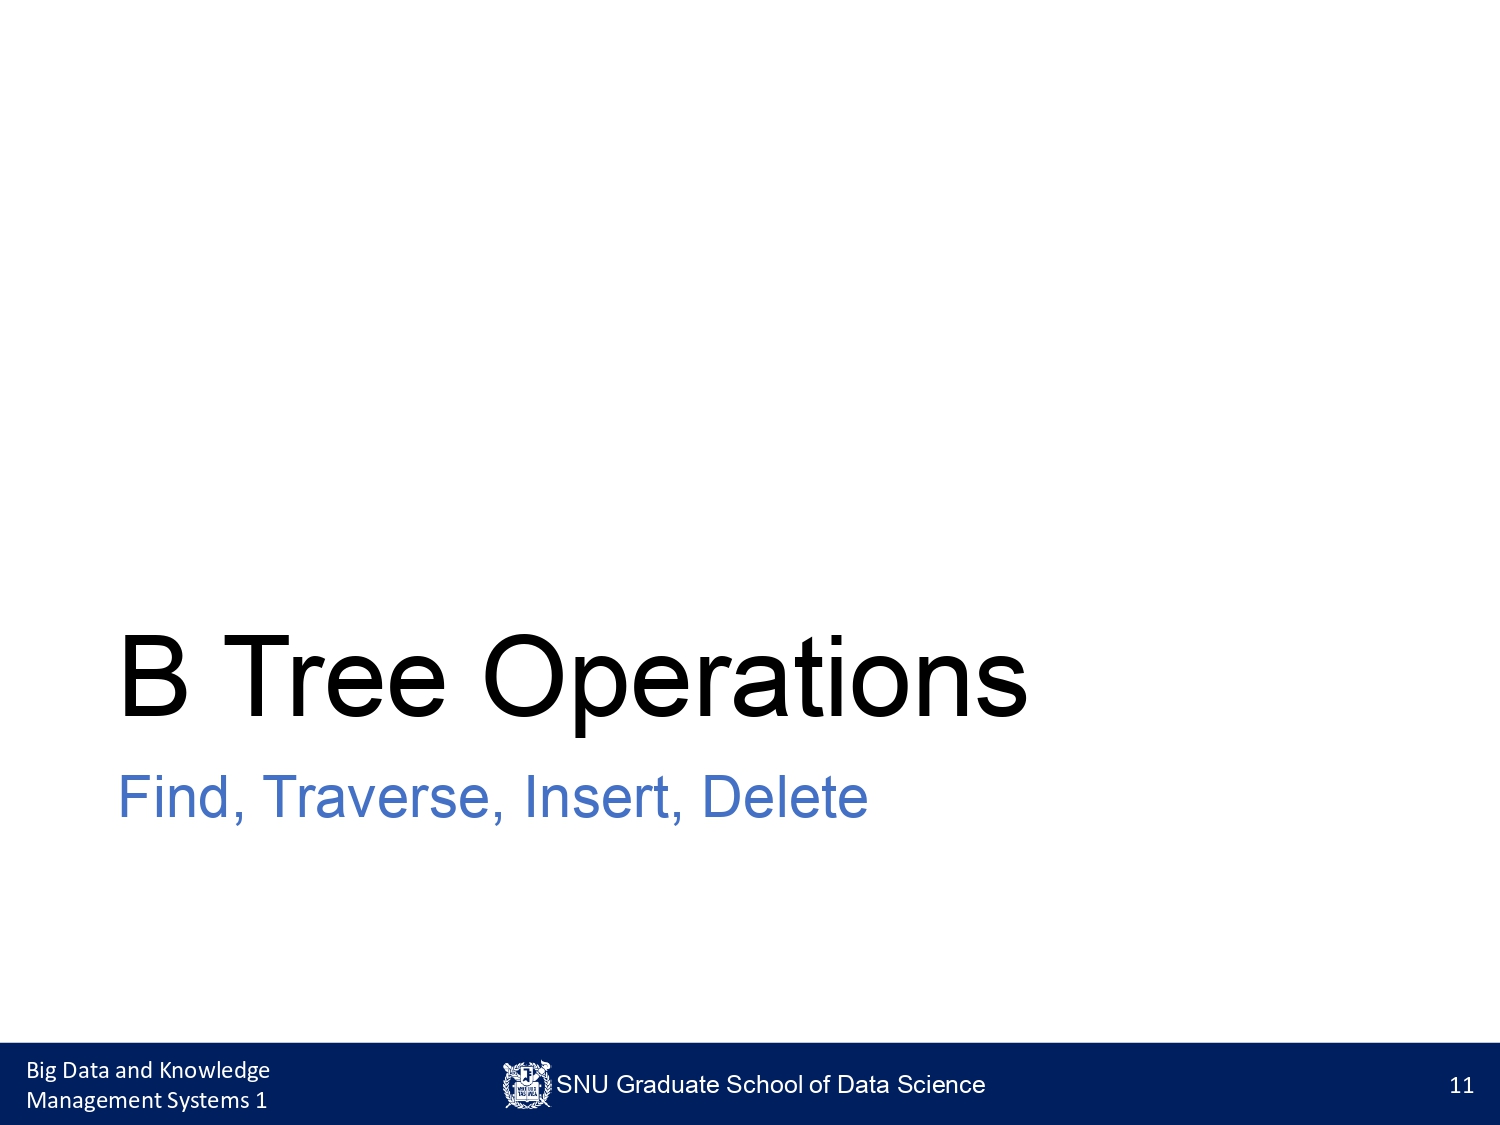 B Tree Operations
Find, Traverse, Insert, Delete
Big Data and Knowledge
Management Systems 1
SNU Graduate School of Data Science
11